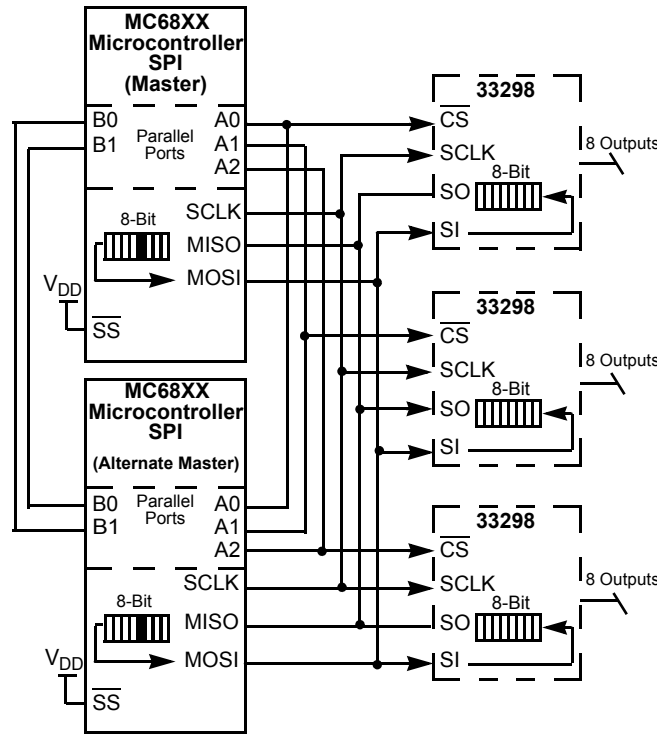 MC68XX
Microcontroller
SPI
(Master)
B0
B1
Parallel
Ports
A0
A1
A2
8-Bit
SCLK
MISO
MOSI
VDD
SS
MC68XX
Microcontroller
SPI
(Alternate Master)
B0
B1
Parallel
Ports
A0
A1
A2
8-Bit
SCLK
MISO
MOSI
VDD
SS
33298
CS
SCLK
8-Bit
SO
SI
8 Outputs
33298
CS
SCLK
8-Bit
SO
SI
8 Outputs
33298
CS
SCLK
8-Bit
SO
SI
8 Outputs